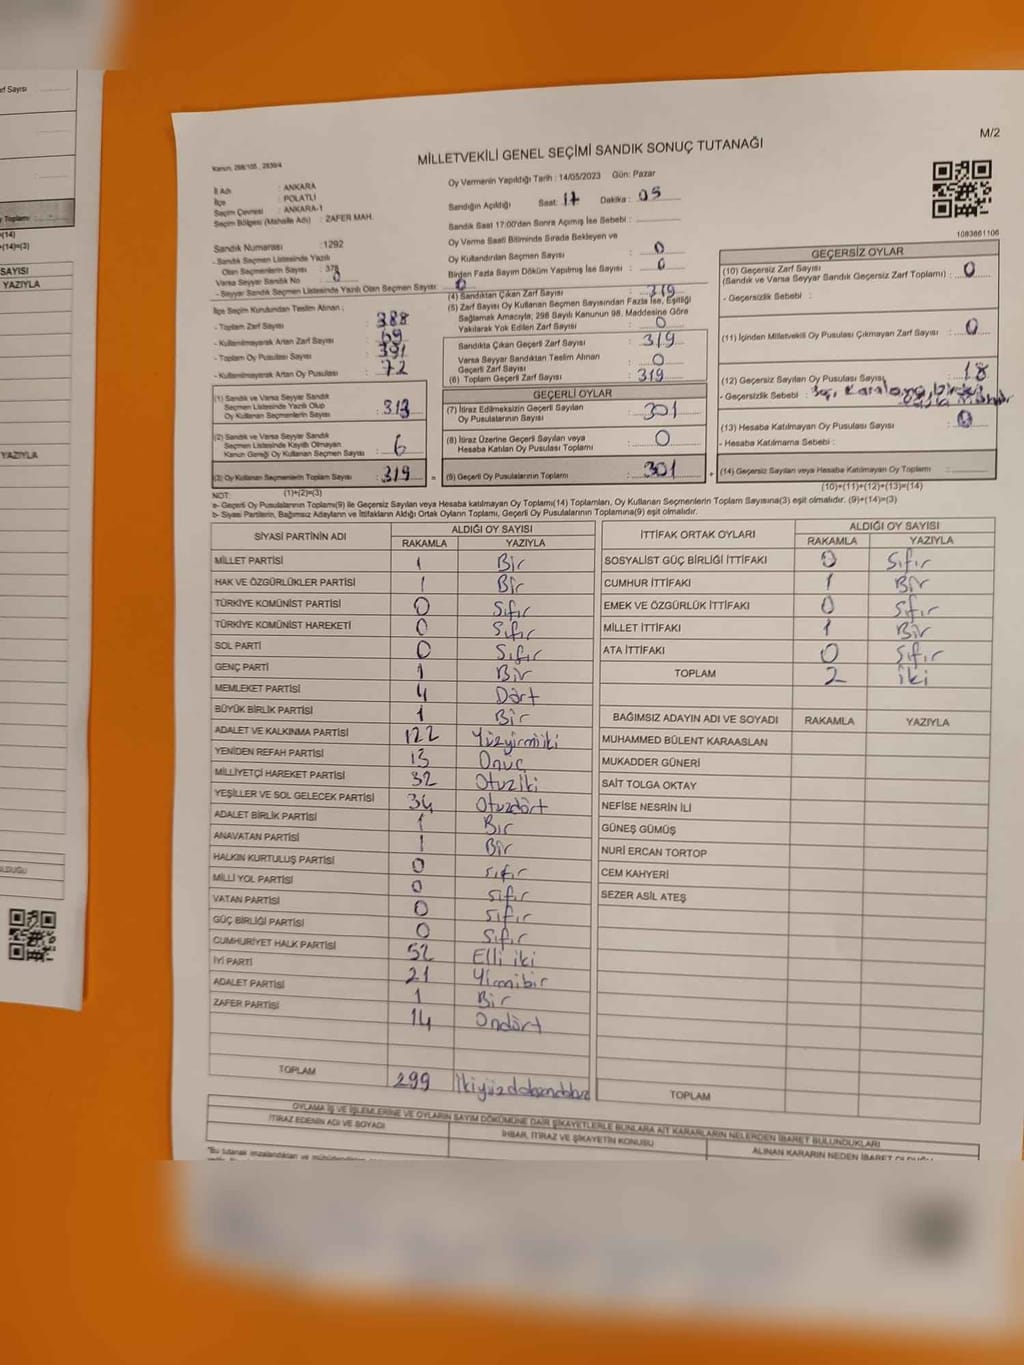 rf Sayısı
y Toplamı :
+(14)
+(14)=(3)
SAYISI
YAZIYLA
YAZIYLA
M/2
Kanun, 298/105 , 2839/4
MİLLETVEKİLİ GENEL SEÇİMİ SANDIK SONUÇ TUTANAĞI
İl Adı : ANKARA
İlçe : POLATLI
Seçim Çevresi : ANKARA-1
Seçim Bölgesi (Mahalle Adı) : ZAFER MAH.
Oy Vermenin Yapıldığı Tarih : 14/05/2023 Gün: Pazar
Sandığın Açıldığı Saat: 17 Dakika : 05
Sandık Saat 17:00'den Sonra Açılmış İse Sebebi :
Oy Verme Saati Bitiminde Sırada Bekleyen ve
Oy Kullandırılan Seçmen Sayısı : 0
Birden Fazla Sayım Döküm Yapılmış İse Sayısı : 0
1083661106
Sandık Numarası :1292
- Sandık Seçmen Listesinde Yazılı
Olan Seçmenlerin Sayısı : 378
Varsa Seyyar Sandık No : 0
- Seyyar Sandık Seçmen Listesinde Yazılı Olan Seçmen Sayısı : 0
İlçe Seçim Kurulundan Teslim Alınan ;
- Toplam Zarf Sayısı : 388
- Kullanılmayarak Artan Zarf Sayısı : 69
- Toplam Oy Pusulası Sayısı : 391
- Kullanılmayarak Artan Oy Pusulası : 72
(4) Sandıktan Çıkan Zarf Sayısı : 319
(5) Zarf Sayısı Oy Kullanan Seçmen Sayısından Fazla İse, Eşitliği
Sağlamak Amacıyla, 298 Sayılı Kanunun 98. Maddesine Göre
Yakılarak Yok Edilen Zarf Sayısı : 0
Sandıkta Çıkan Geçerli Zarf Sayısı : 319
Varsa Seyyar Sandıktan Teslim Alınan
Geçerli Zarf Sayısı : 0
(6) Toplam Geçerli Zarf Sayısı : 319
GEÇERSİZ OYLAR
(10) Geçersiz Zarf Sayısı
(Sandık ve Varsa Seyyar Sandık Geçersiz Zarf Toplamı) : 0
- Geçersizlik Sebebi :
(11) İçinden Milletvekili Oy Pusulası Çıkmayan Zarf Sayısı : 0
(12) Geçersiz Sayılan Oy Pusulası Sayısı : 18
- Geçersizlik Sebebi :
(13) Hesaba Katılmayan Oy Pusulası Sayısı : 0
- Hesaba Katılmama Sebebi :
(14) Geçersiz Sayılan veya Hesaba Katılmayan Oy Toplamı :
(10)+(11)+(12)+(13)=(14)
(1) Sandık ve Varsa Seyyar Sandık
Seçmen Listesinde Yazılı Olup
Oy Kullanan Seçmenlerin Sayısı : 313
(2) Sandık ve Varsa Seyyar Sandık
Seçmen Listesinde Kayıtlı Olmayan
Kanun Gereği Oy Kullanan Seçmen Sayısı : 6
(3) Oy Kullanan Seçmenlerin Toplam Sayısı : 319
(1)+(2)=(3)
GEÇERLİ OYLAR
(7) İtiraz Edilmeksizin Geçerli Sayılan
Oy Pusulalarının Sayısı : 301
(8) İtiraz Üzerine Geçerli Sayılan veya
Hesaba Katılan Oy Pusulası Toplamı : 0
(9) Geçerli Oy Pusulalarının Toplamı : 301
NOT:
a- Geçerli Oy Pusulalarının Toplamı(9) ile Geçersiz Sayılan veya Hesaba katılmayan Oy Toplamı(14) Toplamları, Oy Kullanan Seçmenlerin Toplam Sayısına(3) eşit olmalıdır. (9)+(14)=(3)
b- Siyasi Partilerin, Bağımsız Adayların ve İttifakların Aldığı Ortak Oyların Toplamı, Geçerli Oy Pusulalarının Toplamına(9) eşit olmalıdır.
SİYASİ PARTİNİN ADI ALDIĞI OY SAYISI
RAKAMLA YAZIYLA
MİLLET PARTİSİ 1 Bir
HAK VE ÖZGÜRLÜKLER PARTİSİ 1 Bir
TÜRKİYE KOMÜNİST PARTİSİ 0 Sıfır
TÜRKİYE KOMÜNİST HAREKETİ 0 Sıfır
SOL PARTİ 0 Sıfır
GENÇ PARTİ 1 Bir
MEMLEKET PARTİSİ 4 Dört
BÜYÜK BİRLİK PARTİSİ 1 Bir
ADALET VE KALKINMA PARTİSİ 122 Yüzyirmiiki
YENİDEN REFAH PARTİSİ 13 Onüç
MİLLİYETÇİ HAREKET PARTİSİ 32 Otuziki
YEŞİLLER VE SOL GELECEK PARTİSİ 34 Otuzdört
ADALET BİRLİK PARTİSİ 1 Bir
ANAVATAN PARTİSİ 1 Bir
HALKIN KURTULUŞ PARTİSİ 0 Sıfır
MİLLİ YOL PARTİSİ 0 Sıfır
VATAN PARTİSİ 0 Sıfır
GÜÇ BİRLİĞİ PARTİSİ 0 Sıfır
CUMHURİYET HALK PARTİSİ 52 Elli iki
İYİ PARTİ 21 Yirmibir
ADALET PARTİSİ 1 Bir
ZAFER PARTİSİ 14 Ondört
TOPLAM 299
İTTİFAK ORTAK OYLARI ALDIĞI OY SAYISI
RAKAMLA YAZIYLA
SOSYALİST GÜÇ BİRLİĞİ İTTİFAKI 0 Sıfır
CUMHUR İTTİFAKI 1 Bir
EMEK VE ÖZGÜRLÜK İTTİFAKI 0 Sıfır
MİLLET İTTİFAKI 1 Bir
ATA İTTİFAKI 0 Sıfır
TOPLAM 2 iki
BAĞIMSIZ ADAYIN ADI VE SOYADI RAKAMLA YAZIYLA
MUHAMMED BÜLENT KARAASLAN
MUKADDER GÜNERİ
SAİT TOLGA OKTAY
NEFİSE NESRİN İLİ
GÜNEŞ GÜMÜŞ
NURİ ERCAN TORTOP
CEM KAHYERİ
SEZER ASİL ATEŞ
TOPLAM
OYLAMA İŞ VE İŞLEMLERİNE VE OYLARIN SAYIM DÖKÜMÜNE DAİR ŞİKAYETLERLE BUNLARA AİT KARARLARIN NELERDEN İBARET BULUNDUKLARI
İTİRAZ EDENİN ADI VE SOYADI İHBAR, İTİRAZ VE ŞİKAYETİN KONUSU ALINAN KARARIN NEDEN İBARET OLDUĞU